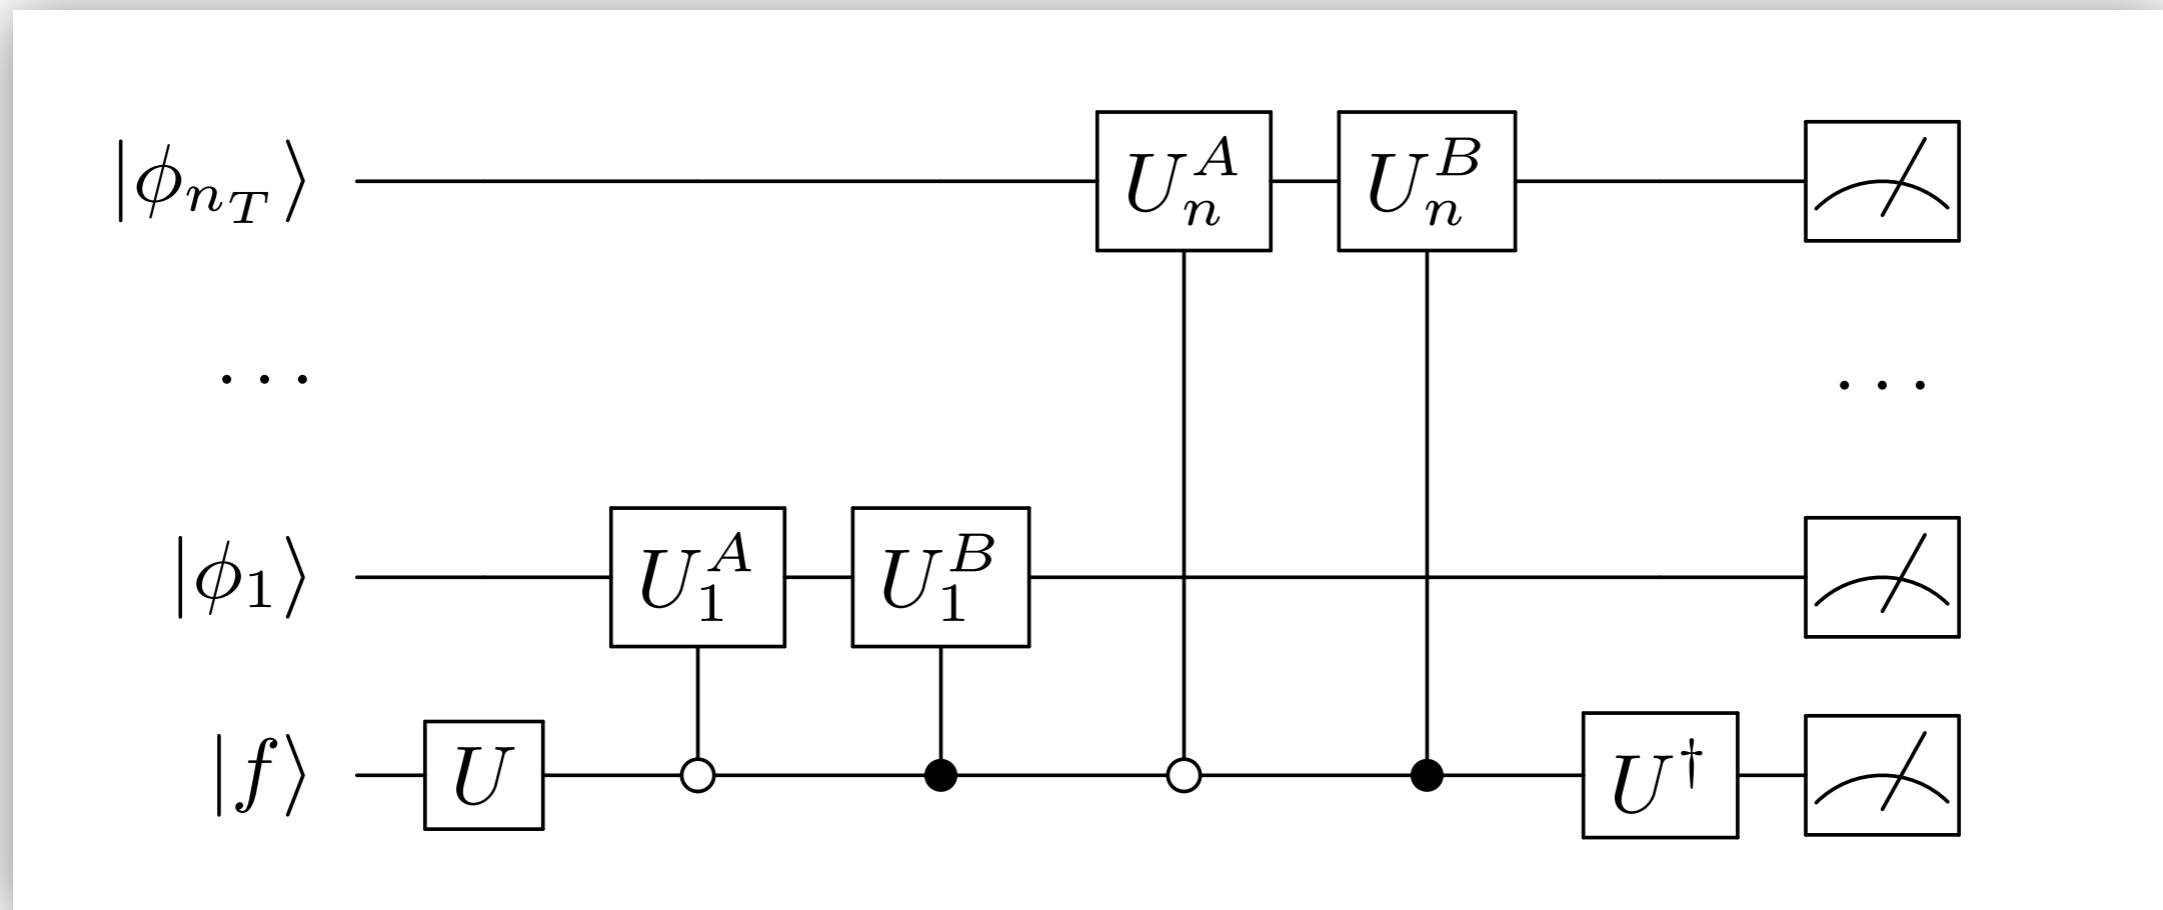 |ϕ_{n_T}⟩ U_n^A U_n^B
... ...
|ϕ_1⟩ U_1^A U_1^B
|f⟩ U U^†